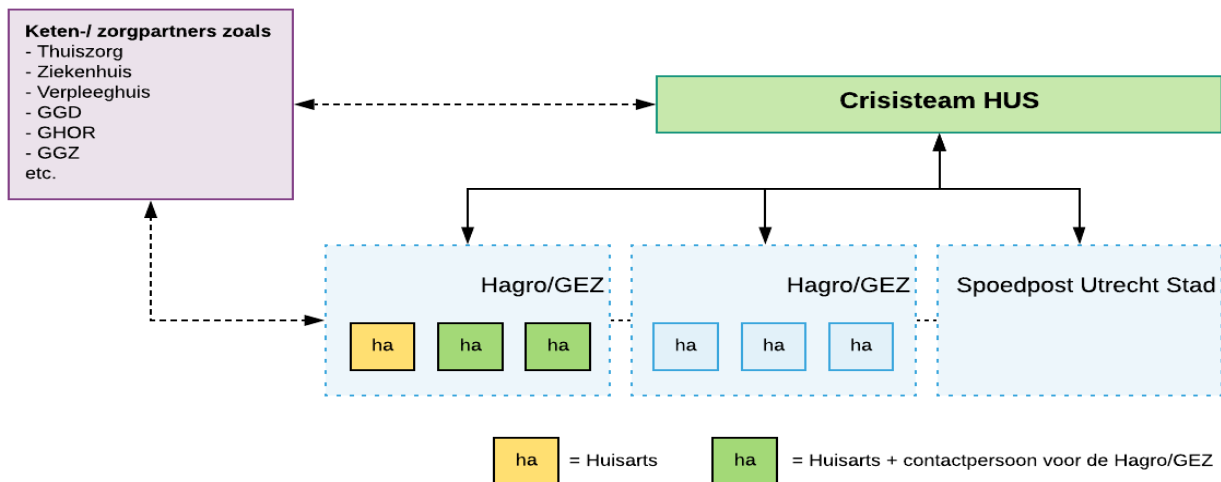 Keten-/ zorgpartners zoals
- Thuiszorg
- Ziekenhuis
- Verpleeghuis
- GGD
- GHOR
- GGZ
etc.
Crisisteam HUS
Hagro/GEZ
ha
ha
ha
Hagro/GEZ
ha
ha
ha
Spoedpost Utrecht Stad
ha = Huisarts
ha = Huisarts + contactpersoon voor de Hagro/GEZ